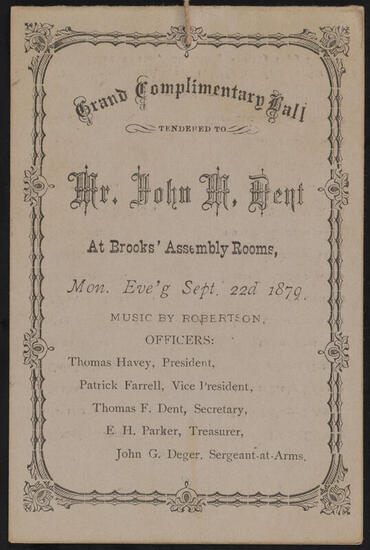 Grand Complimentary Ball
TENDERED TO
Mr. John M. Dent
At Brooks' Assembly Rooms,
Mon. Eve'g Sept. 22d 1879.
MUSIC BY ROBERTSON.
OFFICERS:
Thomas Havey, President,
Patrick Farrell, Vice President,
Thomas F. Dent, Secretary,
E. H. Parker, Treasurer,
John G. Deger, Sergeant-at-Arms.